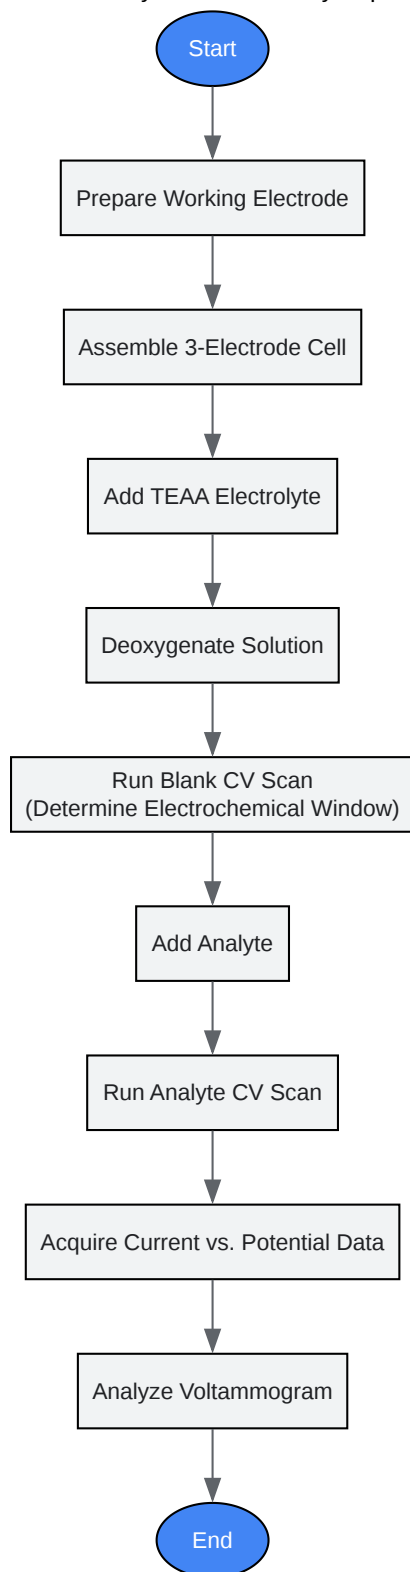 Start
Prepare Working Electrode
Assemble 3-Electrode Cell
Add TEAA Electrolyte
Deoxygenate Solution
Run Blank CV Scan
(Determine Electrochemical Window)
Add Analyte
Run Analyte CV Scan
Acquire Current vs. Potential Data
Analyze Voltammogram
End